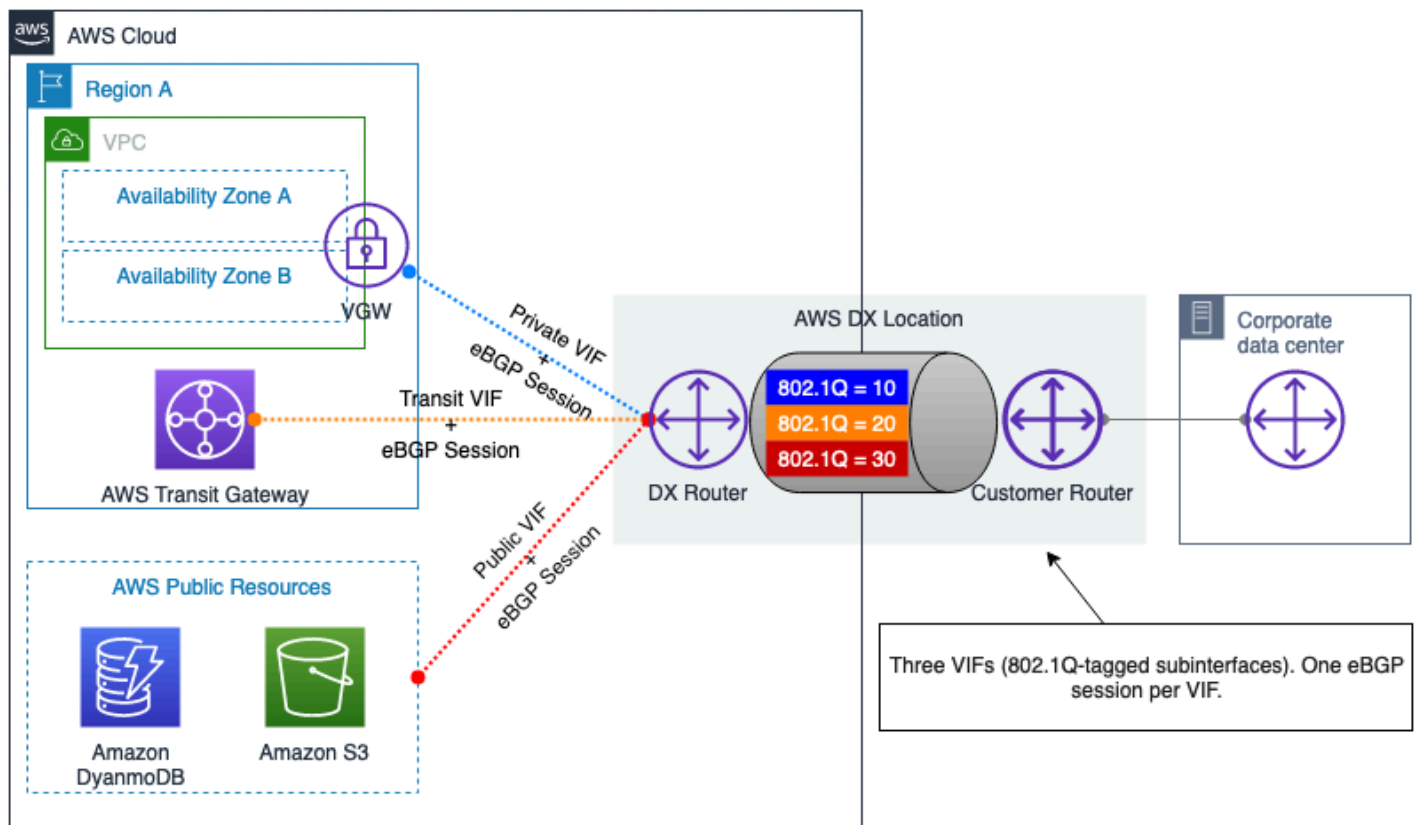 aws
AWS Cloud
Region A
VPC
Availability Zone A
Availability Zone B
VGW
Private VIF
+
eBGP Session
AWS DX Location
Corporate
data center
802.1Q = 10
802.1Q = 20
802.1Q = 30
Transit VIF
+
eBGP Session
DX Router
Customer Router
AWS Transit Gateway
Public VIF
+
eBGP Session
AWS Public Resources
Amazon
DyanmoDB
Amazon S3
Three VIFs (802.1Q-tagged subinterfaces). One eBGP
session per VIF.